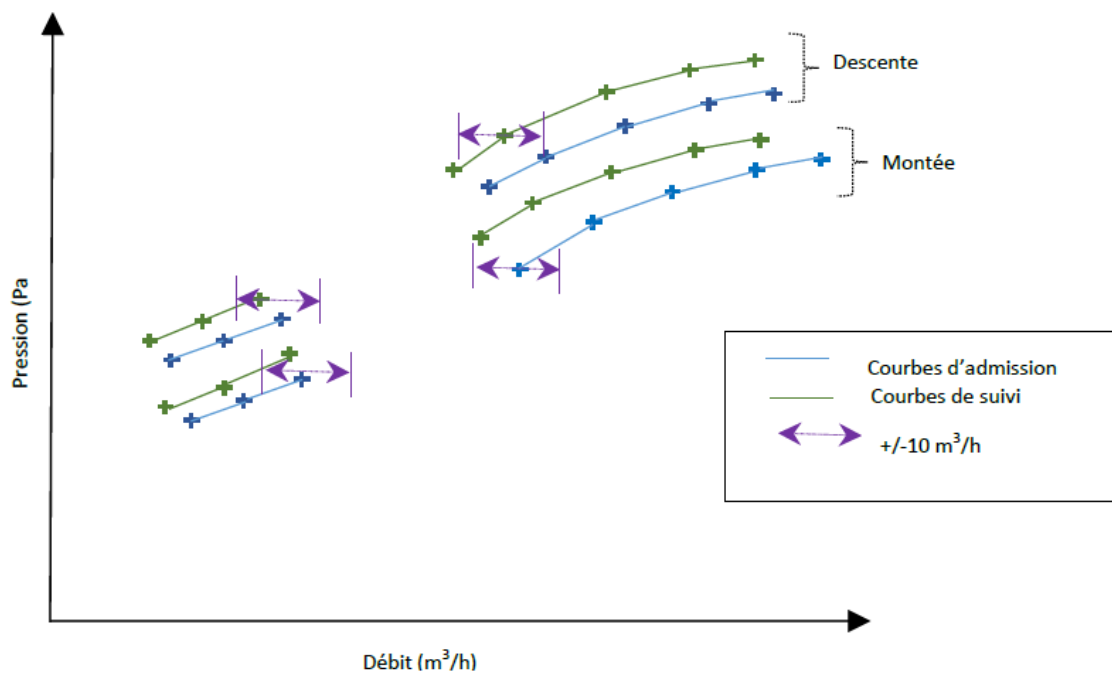 Descente
Montée
Pression (Pa
Courbes d'admission
Courbes de suivi
+/-10 m³/h
Débit (m³/h)